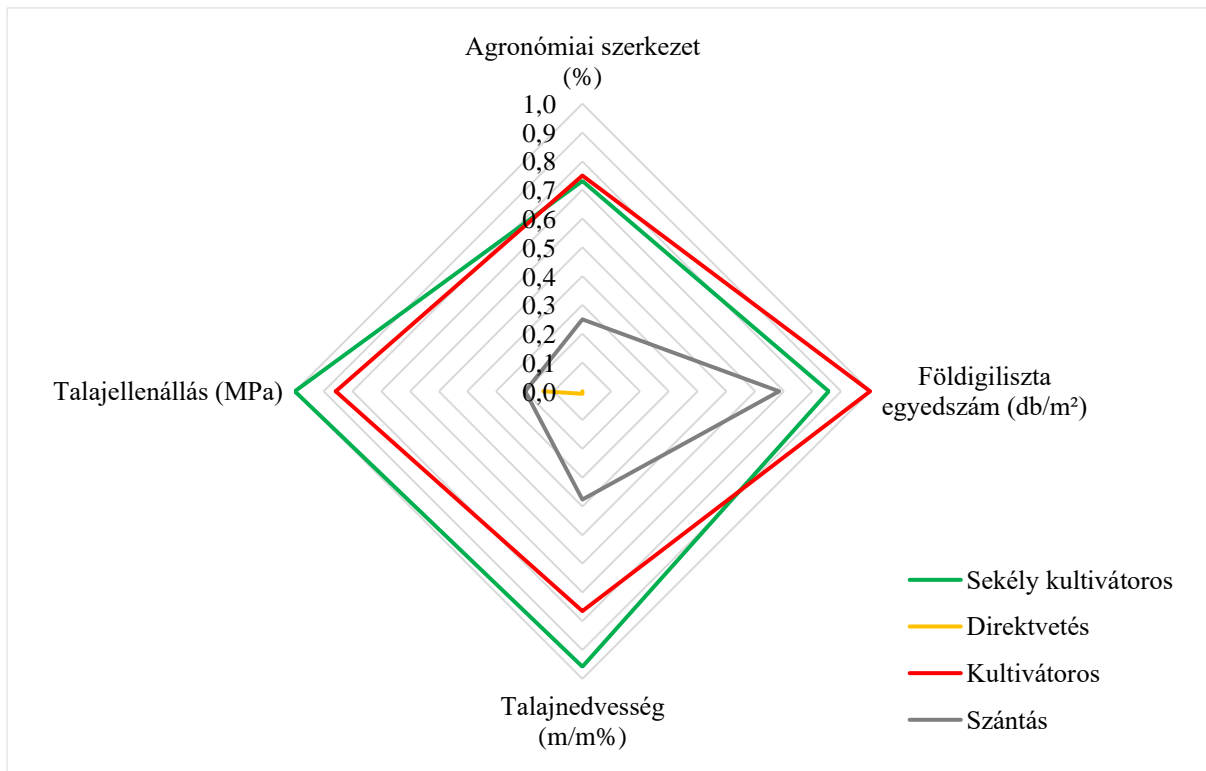 Agronómiai szerkezet
(%)
1,0
0,9
0,8
0,7
0,6
0,5
0,4
0,3
0,2
0,1
0,0
Talajellenállás (MPa)
Földigiliszta
egyedszám (db/m²)
Talajnedvesség
(m/m%)
Sekély kultivátoros
Direktvetés
Kultivátoros
Szántás